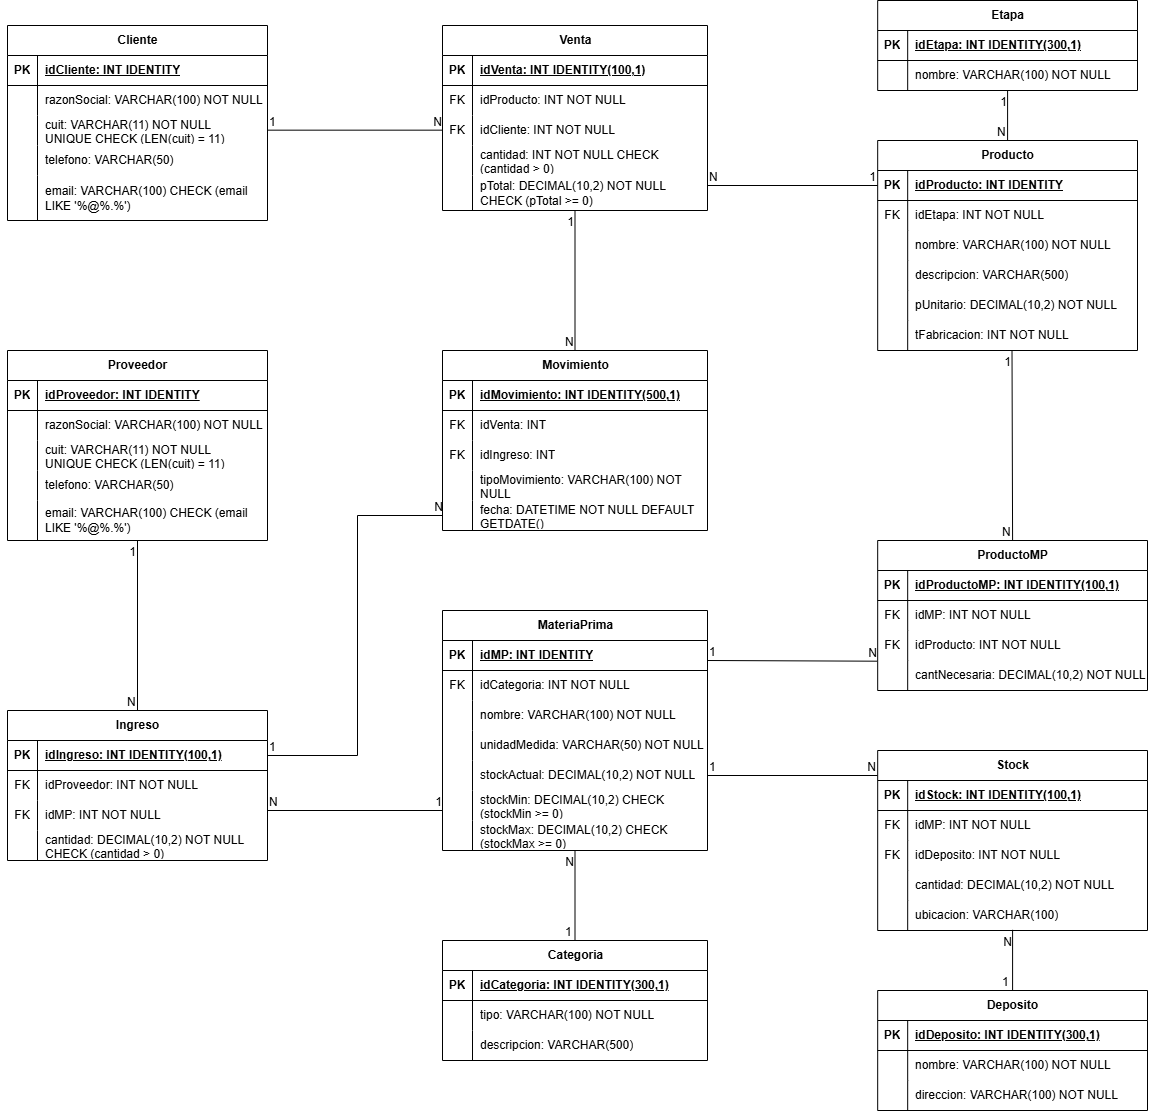 Cliente
PK idCliente: INT IDENTITY
razonSocial: VARCHAR(100) NOT NULL
cuit: VARCHAR(11) NOT NULL
UNIQUE CHECK (LEN(cuit) = 11)
telefono: VARCHAR(50)
email: VARCHAR(100) CHECK (email
LIKE '%@%.%')
1
N
Venta
PK idVenta: INT IDENTITY(100,1)
FK idProducto: INT NOT NULL
FK idCliente: INT NOT NULL
cantidad: INT NOT NULL CHECK
(cantidad > 0)
pTotal: DECIMAL(10,2) NOT NULL
CHECK (pTotal >= 0)
N
1
1
N
Etapa
PK idEtapa: INT IDENTITY(300,1)
nombre: VARCHAR(100) NOT NULL
1
N
Producto
PK idProducto: INT IDENTITY
FK idEtapa: INT NOT NULL
nombre: VARCHAR(100) NOT NULL
descripcion: VARCHAR(500)
pUnitario: DECIMAL(10,2) NOT NULL
tFabricacion: INT NOT NULL
1
N
Proveedor
PK idProveedor: INT IDENTITY
razonSocial: VARCHAR(100) NOT NULL
cuit: VARCHAR(11) NOT NULL
UNIQUE CHECK (LEN(cuit) = 11)
telefono: VARCHAR(50)
email: VARCHAR(100) CHECK (email
LIKE '%@%.%')
1
N
Movimiento
PK idMovimiento: INT IDENTITY(500,1)
FK idVenta: INT
FK idIngreso: INT
tipoMovimiento: VARCHAR(100) NOT
NULL
fecha: DATETIME NOT NULL DEFAULT
GETDATE()
N
1
ProductoMP
PK idProductoMP: INT IDENTITY(100,1)
FK idMP: INT NOT NULL
FK idProducto: INT NOT NULL
cantNecesaria: DECIMAL(10,2) NOT NULL
MateriaPrima
PK idMP: INT IDENTITY
FK idCategoria: INT NOT NULL
nombre: VARCHAR(100) NOT NULL
unidadMedida: VARCHAR(50) NOT NULL
stockActual: DECIMAL(10,2) NOT NULL
stockMin: DECIMAL(10,2) CHECK
(stockMin >= 0)
stockMax: DECIMAL(10,2) CHECK
(stockMax >= 0)
1
N
1
N
N
1
N
1
Ingreso
PK idIngreso: INT IDENTITY(100,1)
FK idProveedor: INT NOT NULL
FK idMP: INT NOT NULL
cantidad: DECIMAL(10,2) NOT NULL
CHECK (cantidad > 0)
Stock
PK idStock: INT IDENTITY(100,1)
FK idMP: INT NOT NULL
FK idDeposito: INT NOT NULL
cantidad: DECIMAL(10,2) NOT NULL
ubicacion: VARCHAR(100)
N
1
Categoria
PK idCategoria: INT IDENTITY(300,1)
tipo: VARCHAR(100) NOT NULL
descripcion: VARCHAR(500)
Deposito
PK idDeposito: INT IDENTITY(300,1)
nombre: VARCHAR(100) NOT NULL
direccion: VARCHAR(100) NOT NULL